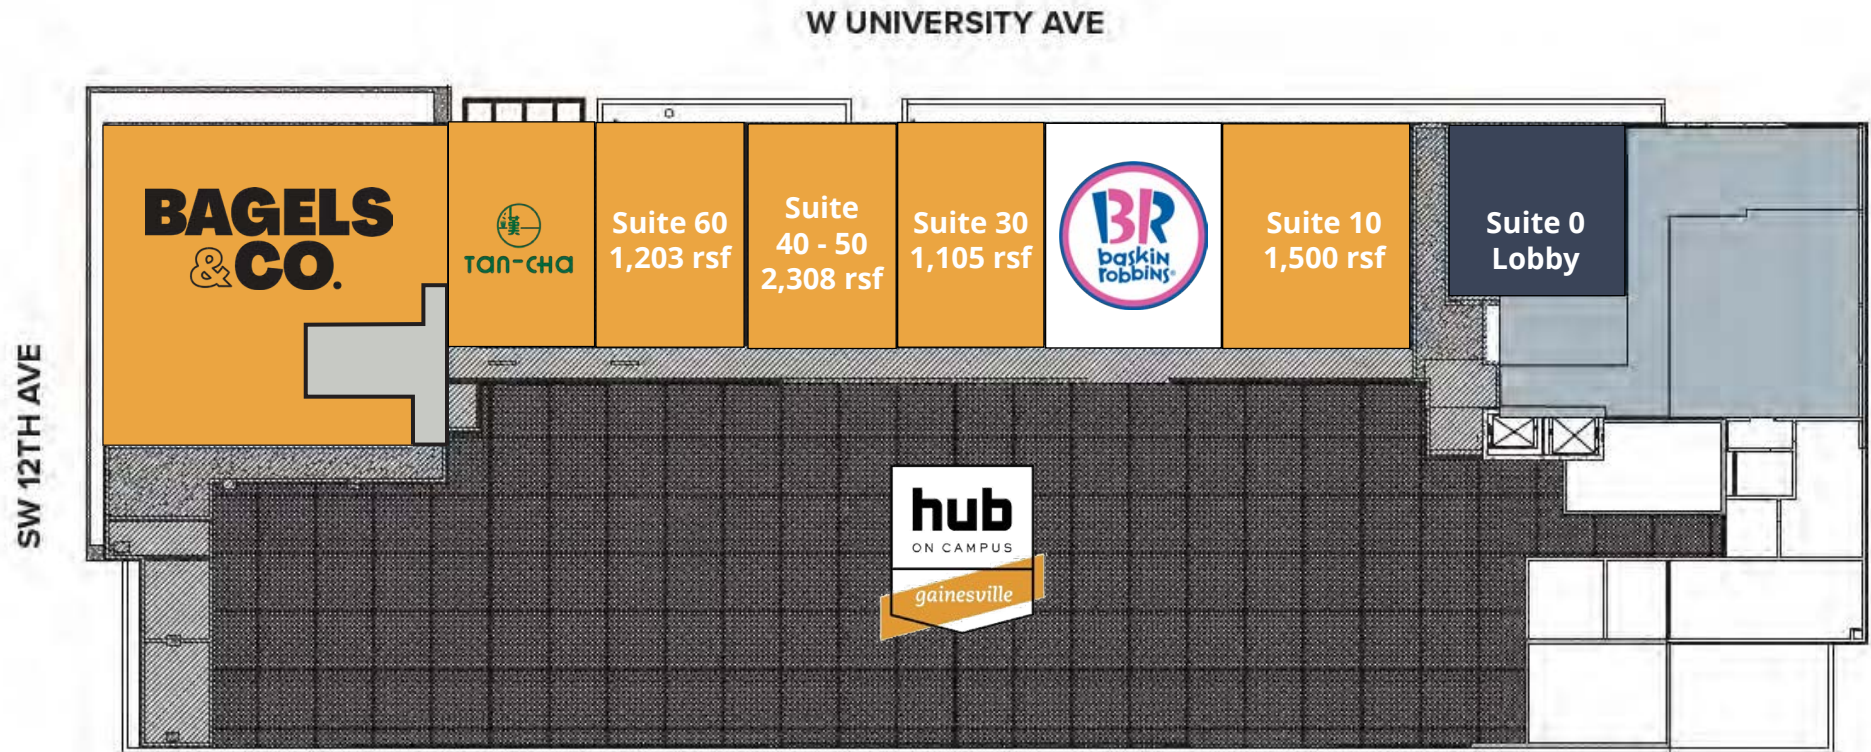 W UNIVERSITY AVE
SW 12TH AVE
BAGELS
&CO.
漢
Tan-CHa
Suite 60
1,203 rsf
Suite
40 - 50
2,308 rsf
Suite 30
1,105 rsf
BR
baskin
robbins®
Suite 10
1,500 rsf
Suite 0
Lobby
hub
ON CAMPUS
gainesville